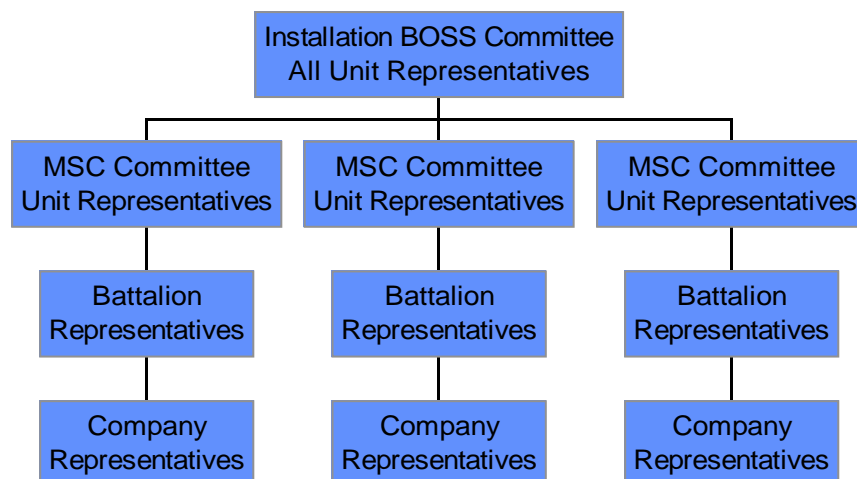 Installation BOSS Committee
All Unit Representatives
MSC Committee
Unit Representatives
MSC Committee
Unit Representatives
MSC Committee
Unit Representatives
Battalion
Representatives
Battalion
Representatives
Battalion
Representatives
Company
Representatives
Company
Representatives
Company
Representatives